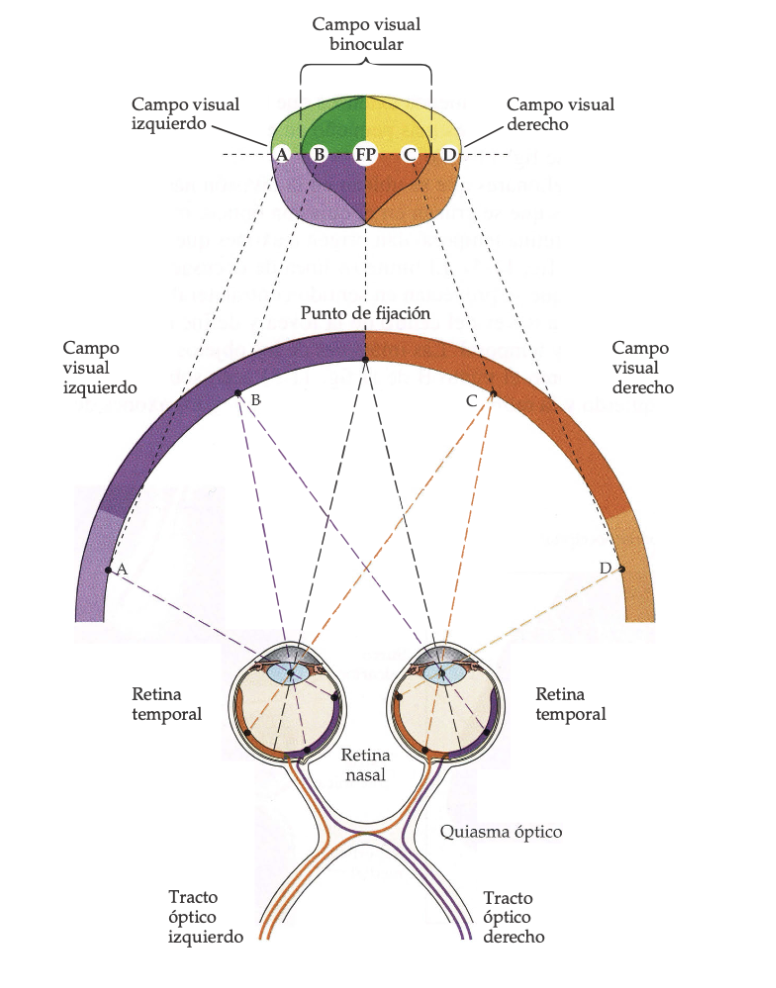 Campo visual
binocular
Campo visual
izquierdo
Campo visual
derecho
A
B
FP
C
D
Punto de fijación
Campo
visual
izquierdo
Campo
visual
derecho
B
C
A
D
Retina
temporal
Retina
temporal
Retina
nasal
Quiasma óptico
Tracto
óptico
izquierdo
Tracto
óptico
derecho